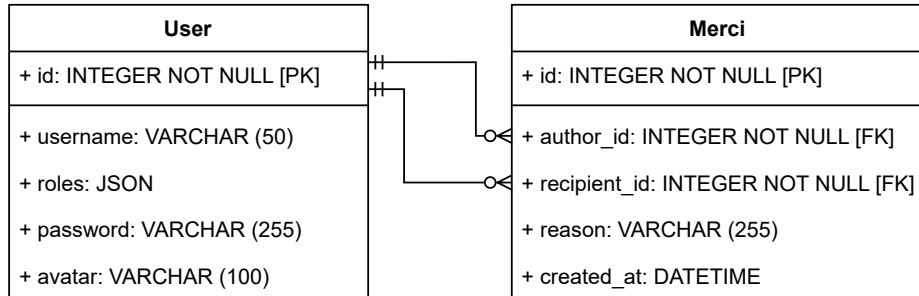 User
+ id: INTEGER NOT NULL [PK]
+ username: VARCHAR (50)
+ roles: JSON
+ password: VARCHAR (255)
+ avatar: VARCHAR (100)
Merci
+ id: INTEGER NOT NULL [PK]
+ author_id: INTEGER NOT NULL [FK]
+ recipient_id: INTEGER NOT NULL [FK]
+ reason: VARCHAR (255)
+ created_at: DATETIME